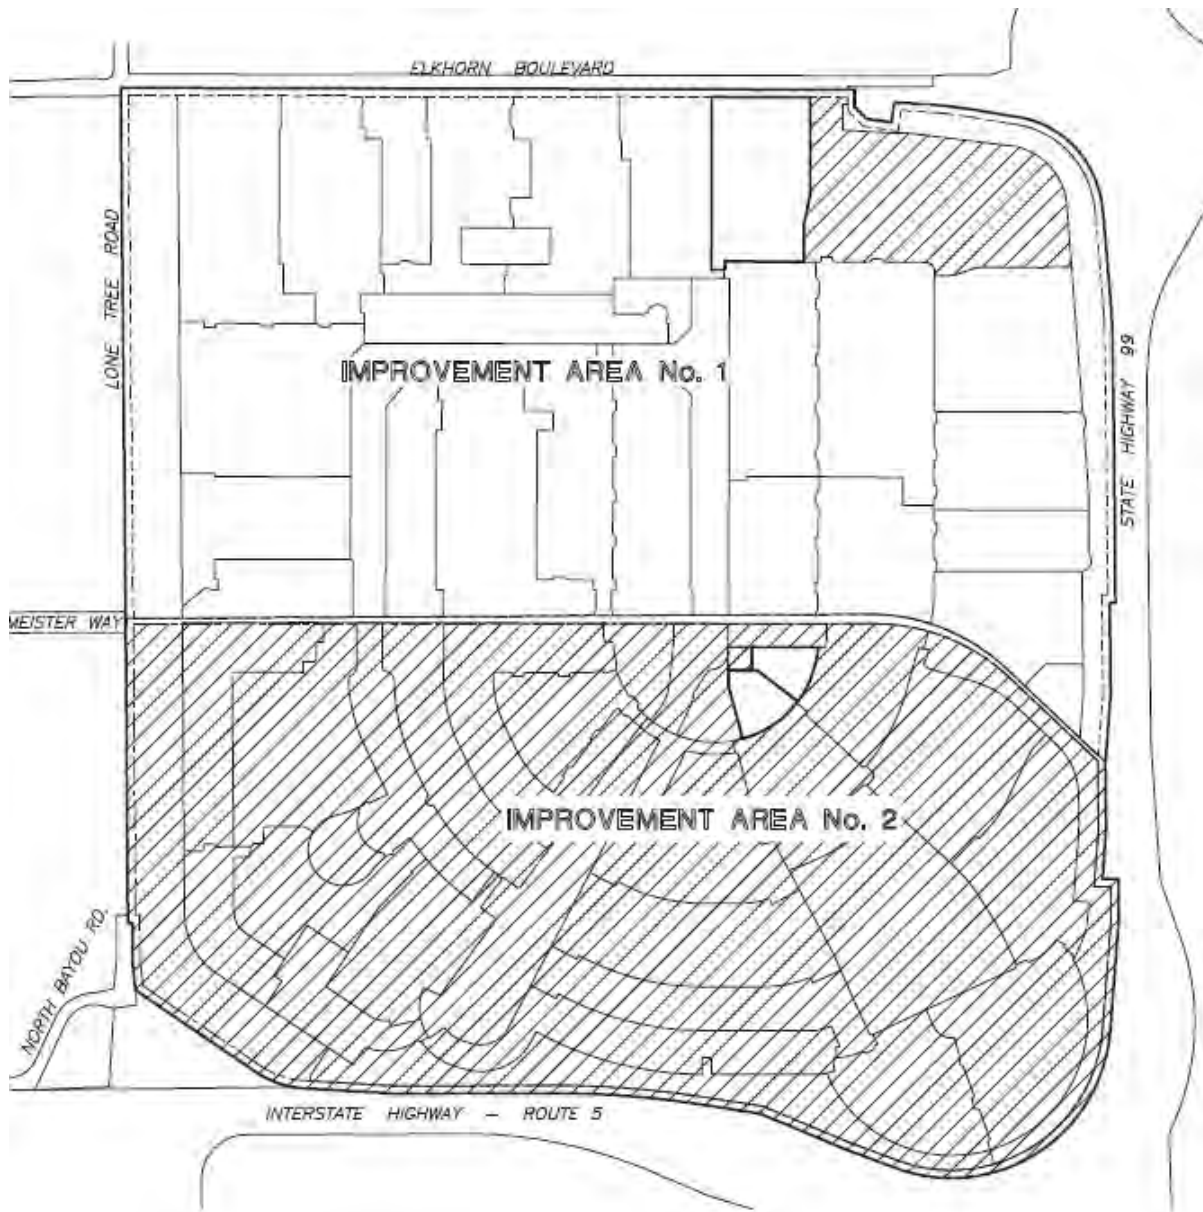 ELKHORN BOULEVARD
LONE TREE ROAD
IMPROVEMENT AREA No. 1
STATE HIGHWAY 99
MEISTER WAY
IMPROVEMENT AREA No. 2
NORTH BAYOU RD.
INTERSTATE HIGHWAY – ROUTE 5